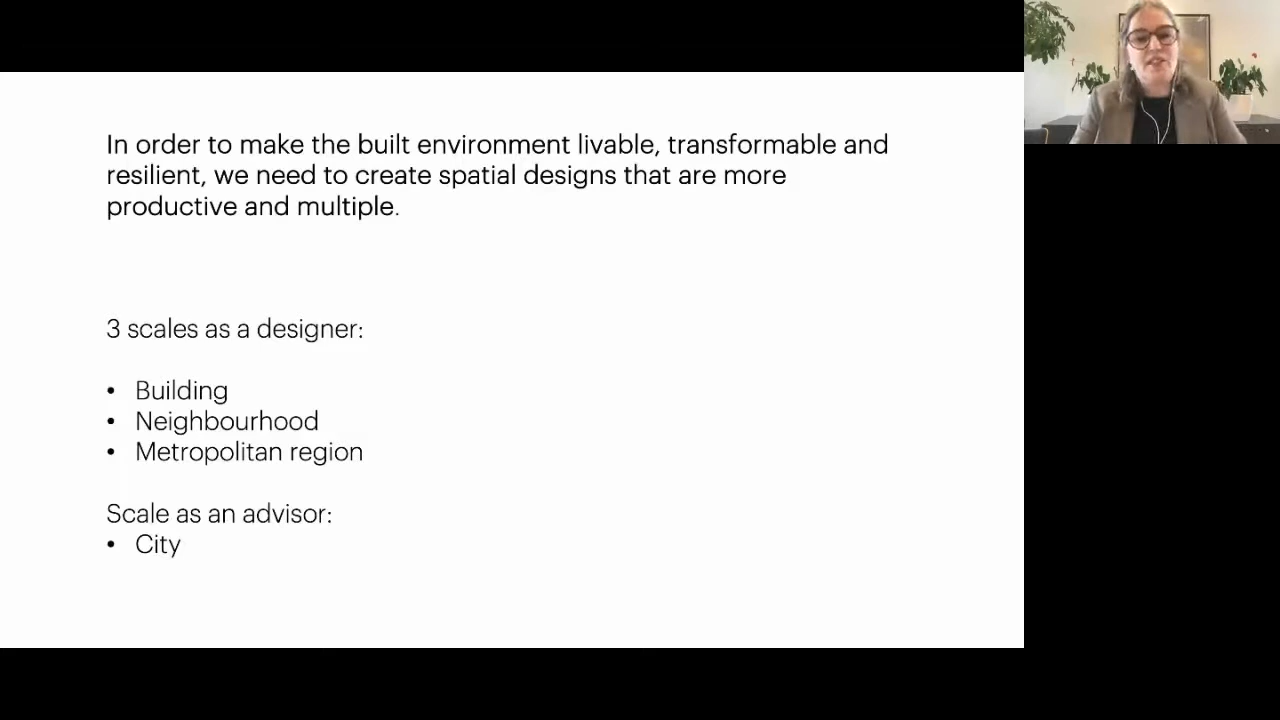 In order to make the built environment livable, transformable and
resilient, we need to create spatial designs that are more
productive and multiple.
3 scales as a designer:
• Building
• Neighbourhood
• Metropolitan region
Scale as an advisor:
• City